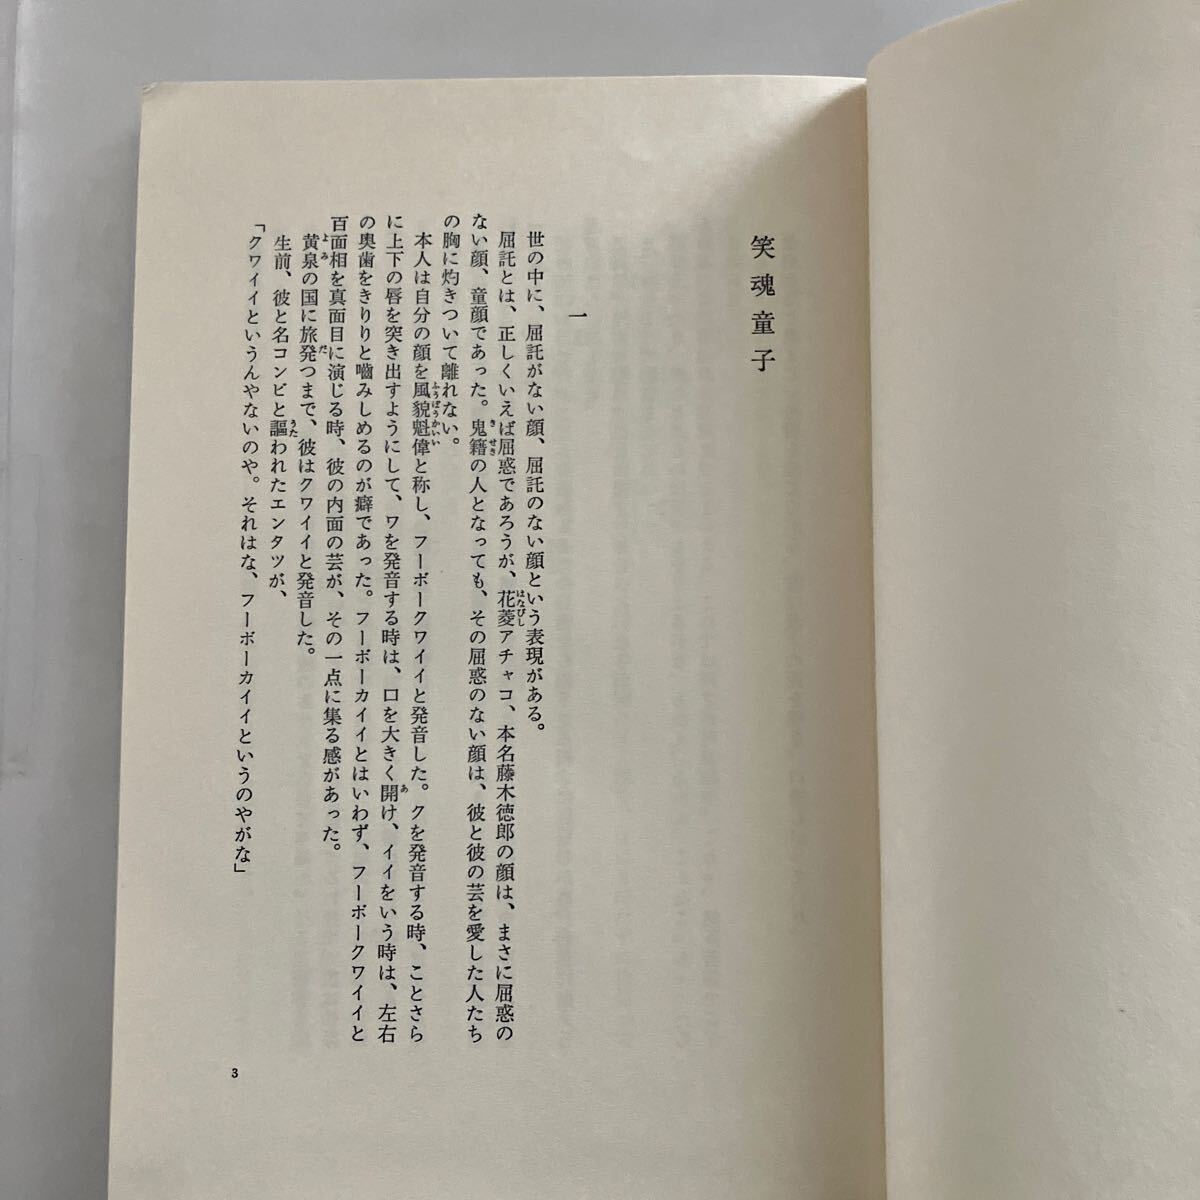 笑魂童子
一
世の中に、屈託がない顔、屈託のない顔という表現がある。
屈託とは、正しくいえば屈惑であろうが、花菱アチャコ、本名藤木徳郎の顔は、まさに屈惑の
ない顔、童顔であった。鬼籍の人となっても、その屈惑のない顔は、彼と彼の芸を愛した人たち
の胸に灼きついて離れない。
本人は自分の顔を風貌魁偉と称し、フーボークワイイと発音した。クを発音する時、ことさら
に上下の唇を突き出すようにして、ワを発音する時は、口を大きく開け、イイをいう時は、左右
の奥歯をきりりと嚙みしめるのが癖であった。フーボーカイイとはいわず、フーボークワイイと
百面相を真面目に演じる時、彼の内面の芸が、その一点に集る感があった。
黄泉の国に旅発つまで、彼はクワイイと発音した。
生前、彼と名コンビと謳われたエンタツが、
「クワイイというんやないのや。それはな、フーボーカイイというのやがな」
3